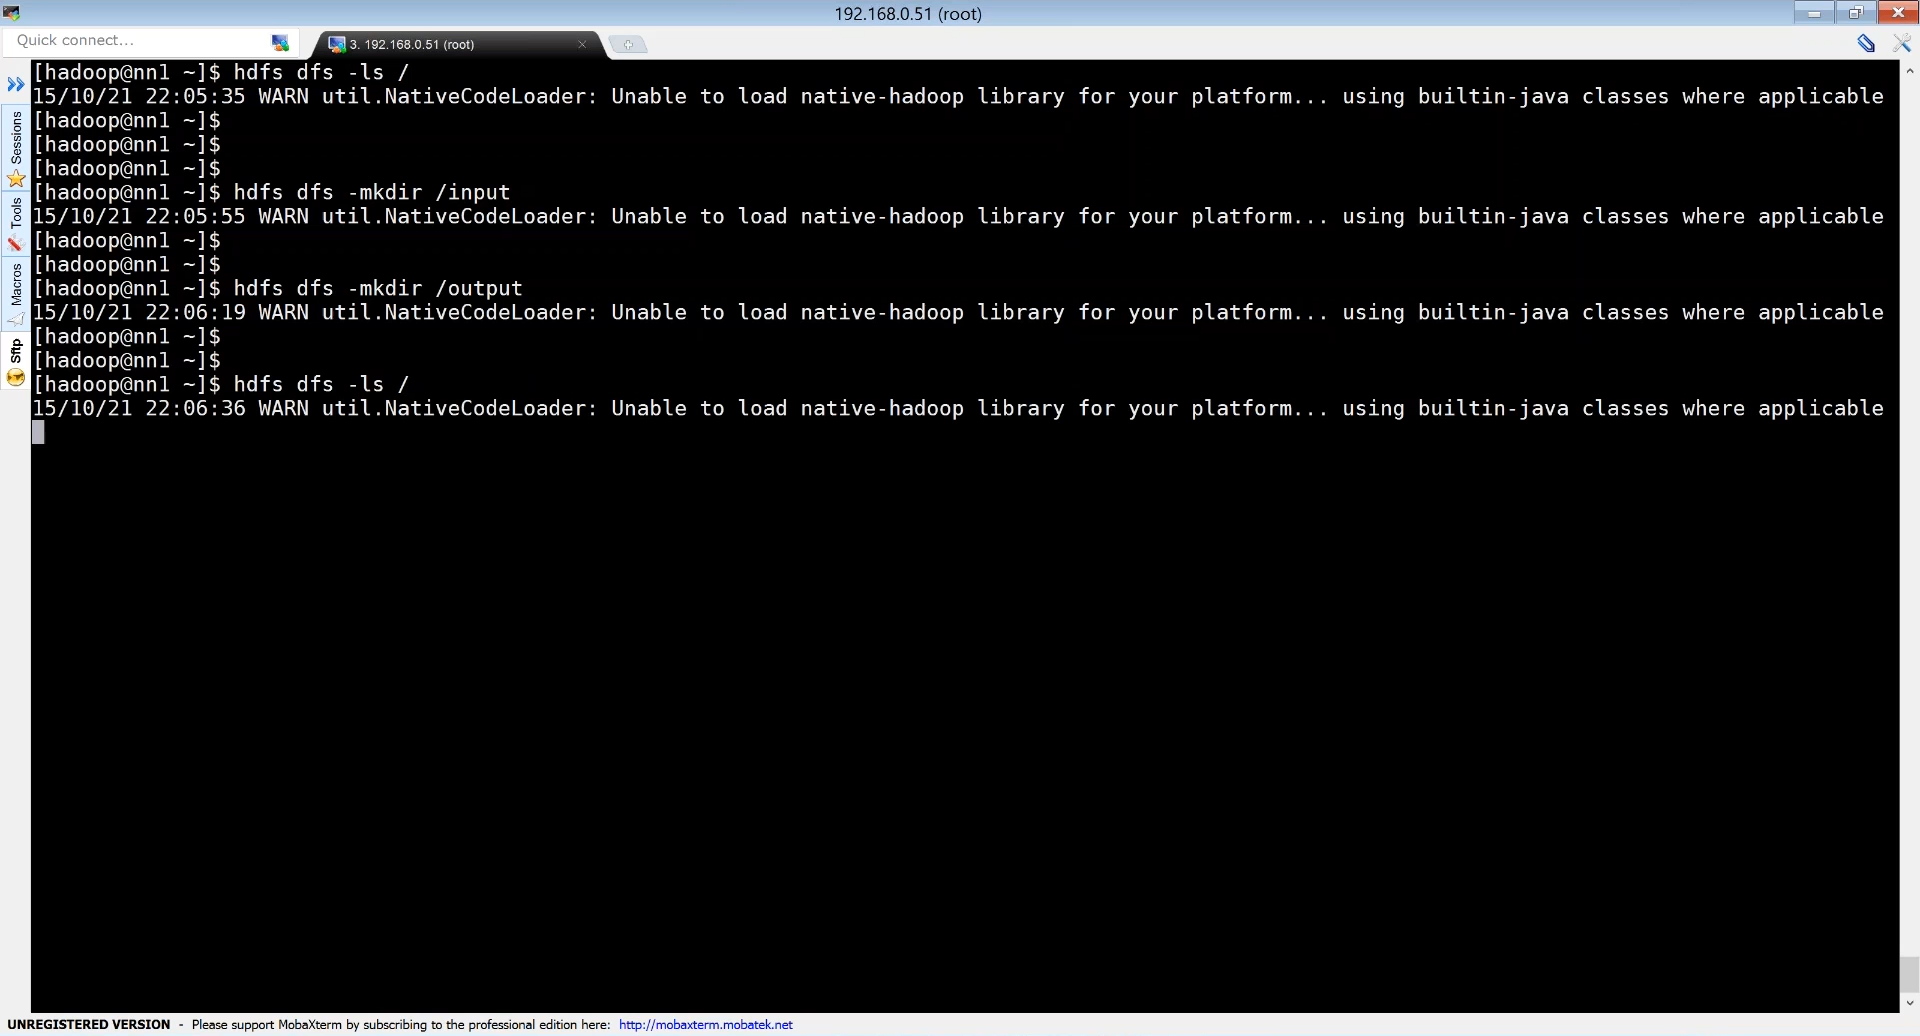 192.168.0.51 (root)
Quick connect...
3. 192.168.0.51 (root)
Sessions
Tools
Macros
Sftp
[hadoop@nn1 ~]$ hdfs dfs -ls /
15/10/21 22:05:35 WARN util.NativeCodeLoader: Unable to load native-hadoop library for your platform... using builtin-java classes where applicable
[hadoop@nn1 ~]$
[hadoop@nn1 ~]$
[hadoop@nn1 ~]$
[hadoop@nn1 ~]$ hdfs dfs -mkdir /input
15/10/21 22:05:55 WARN util.NativeCodeLoader: Unable to load native-hadoop library for your platform... using builtin-java classes where applicable
[hadoop@nn1 ~]$
[hadoop@nn1 ~]$
[hadoop@nn1 ~]$ hdfs dfs -mkdir /output
15/10/21 22:06:19 WARN util.NativeCodeLoader: Unable to load native-hadoop library for your platform... using builtin-java classes where applicable
[hadoop@nn1 ~]$
[hadoop@nn1 ~]$
[hadoop@nn1 ~]$ hdfs dfs -ls /
15/10/21 22:06:36 WARN util.NativeCodeLoader: Unable to load native-hadoop library for your platform... using builtin-java classes where applicable
UNREGISTERED VERSION - Please support MobaXterm by subscribing to the professional edition here: http://mobaxterm.mobatek.net